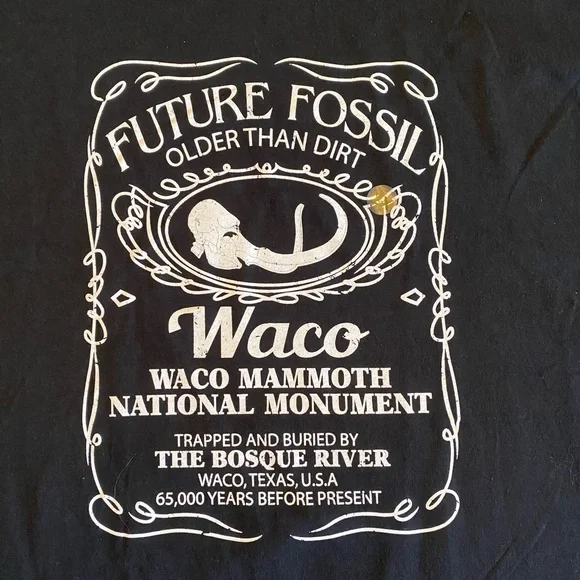 FUTURE FOSSIL
OLDER THAN DIRT
Waco
WACO MAMMOTH
NATIONAL MONUMENT
TRAPPED AND BURIED BY
THE BOSQUE RIVER
WACO, TEXAS, U.S.A
65,000 YEARS BEFORE PRESENT